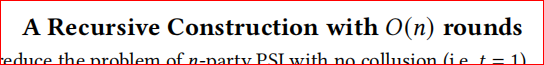 A Recursive Construction with O(n) rounds
reduce the problem of n-party PSI with no collusion (i.e. t = 1)